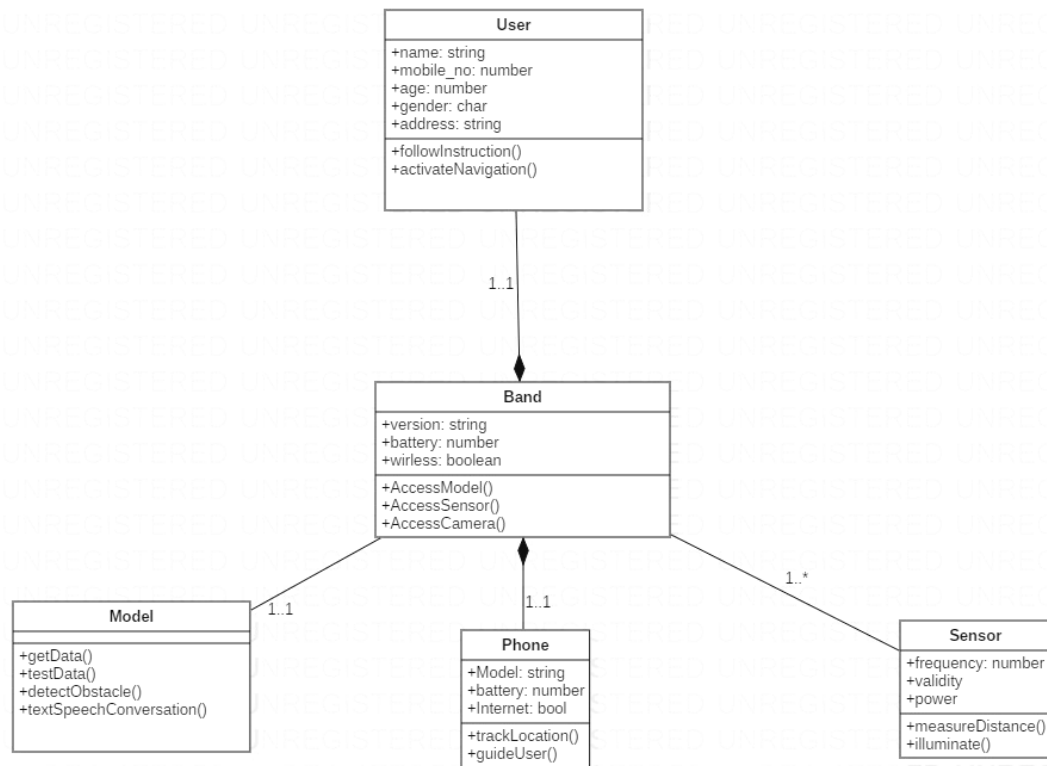 User
+name: string
+mobile_no: number
+age: number
+gender: char
+address: string
+followInstruction()
+activateNavigation()
1..1
Band
+version: string
+battery: number
+wirless: boolean
+AccessModel()
+AccessSensor()
+AccessCamera()
1..1
1..1
1..*
Model
+getData()
+testData()
+detectObstacle()
+textSpeechConversation()
Phone
+Model: string
+battery: number
+Internet: bool
+trackLocation()
+guideUser()
Sensor
+frequency: number
+validity
+power
+measureDistance()
+illuminate()
UNREGISTERED